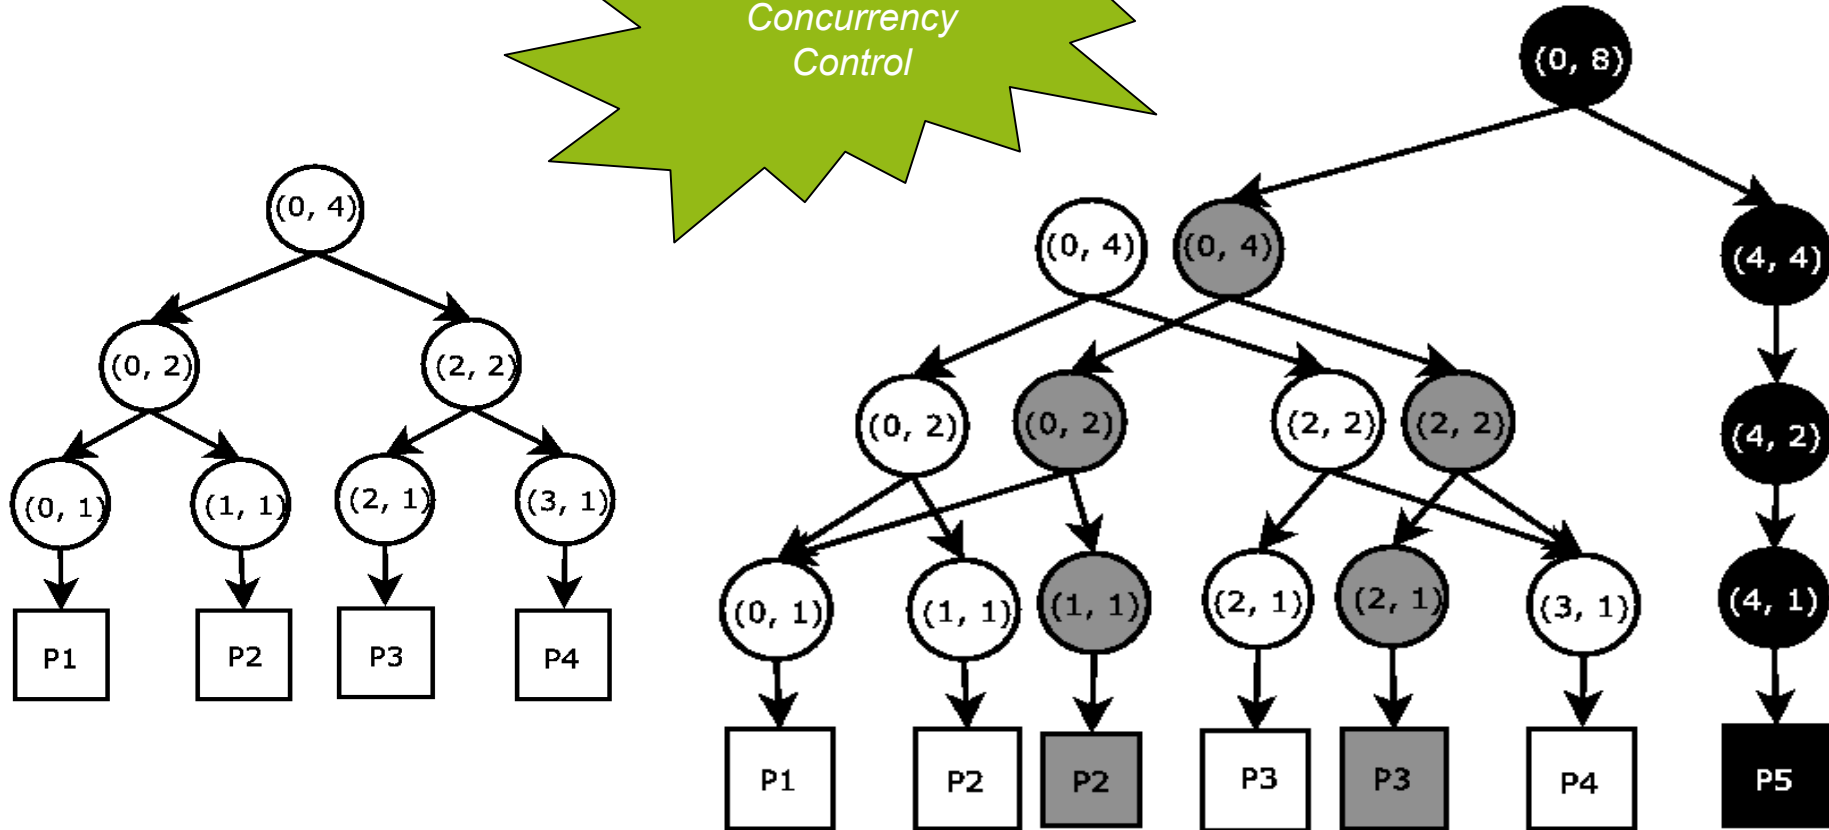 Concurrency
Control
(0, 4)
(0, 2)
(2, 2)
(0, 1)
(1, 1)
(2, 1)
(3, 1)
P1
P2
P3
P4
(0, 8)
(0, 4)
(0, 4)
(4, 4)
(0, 2)
(0, 2)
(2, 2)
(2, 2)
(4, 2)
(0, 1)
(1, 1)
(1, 1)
(2, 1)
(2, 1)
(3, 1)
(4, 1)
P1
P2
P2
P3
P3
P4
P5